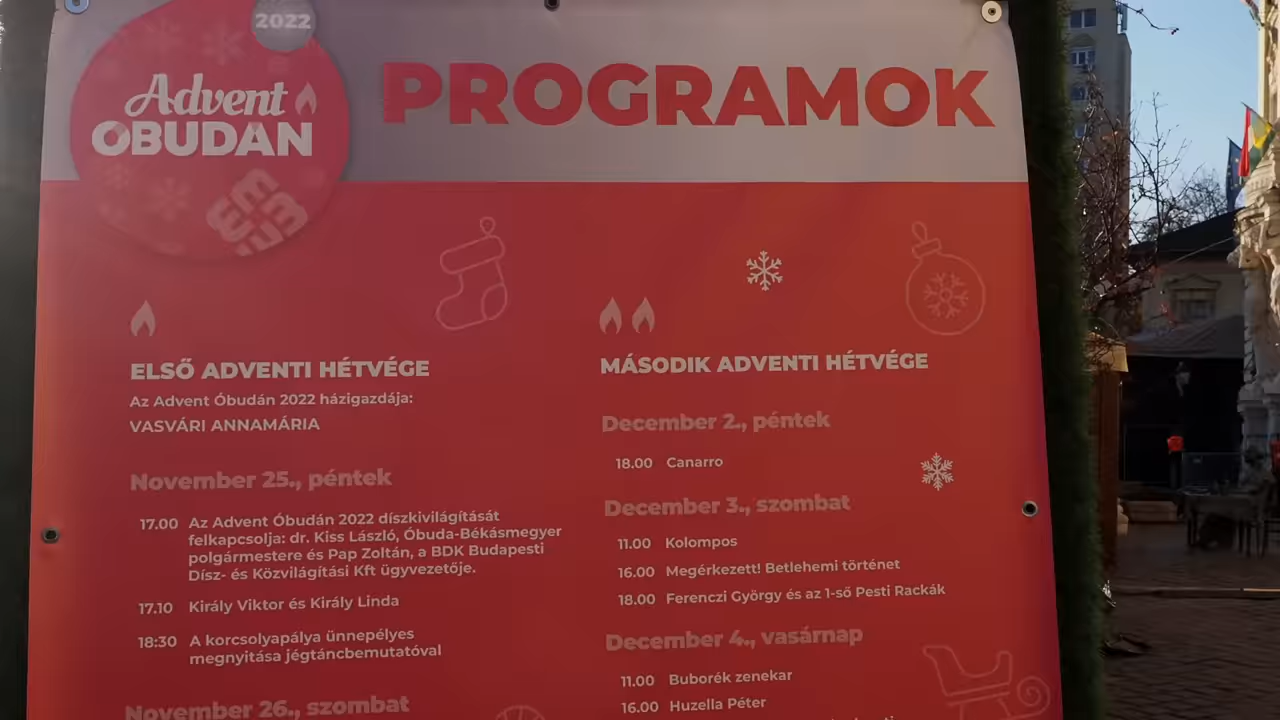 2022
Advent
OBUDAN
PROGRAMOK
ELSŐ ADVENTI HÉTVÉGE
Az Advent Óbudán 2022 házigazdája:
VASVÁRI ANNAMÁRIA
November 25., péntek
17.00 Az Advent Óbudán 2022 díszkivilágítását
felkapcsolja: dr. Kiss László, Óbuda-Békásmegyer
polgármestere és Pap Zoltán, a BDK Budapesti
Dísz- és Közvilágítási Kft ügyvezetője.
17.10 Király Viktor és Király Linda
18:30 A korcsolyapálya ünnepélyes
megnyitása jégtáncbemutatóval
November 26., szombat
MÁSODIK ADVENTI HÉTVÉGE
December 2., péntek
18.00 Canarro
December 3., szombat
11.00 Kolompos
16.00 Megérkezett! Betlehemi történet
18.00 Ferenczi György és az 1-ső Pesti Rackák
December 4., vasárnap
11.00 Buborék zenekar
16.00 Huzella Péter